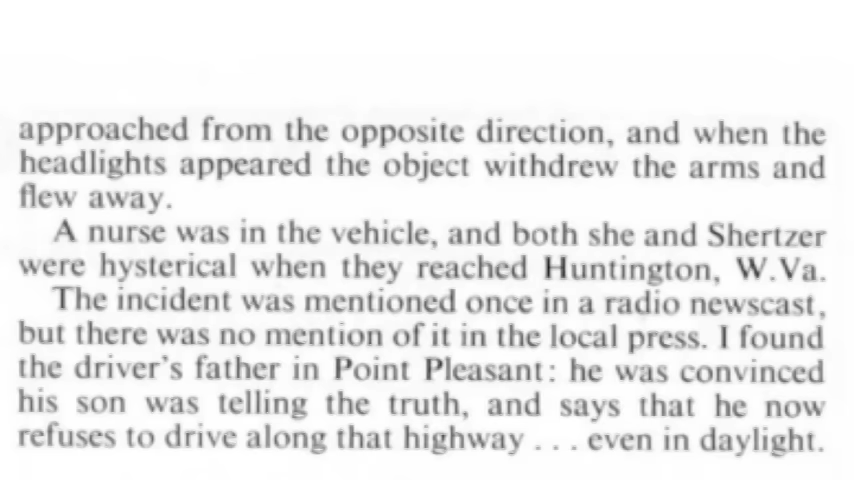 approached from the opposite direction, and when the
headlights appeared the object withdrew the arms and
flew away.
A nurse was in the vehicle, and both she and Shertzer
were hysterical when they reached Huntington, W.Va.
The incident was mentioned once in a radio newscast,
but there was no mention of it in the local press. I found
the driver's father in Point Pleasant: he was convinced
his son was telling the truth, and says that he now
refuses to drive along that highway . . . even in daylight.